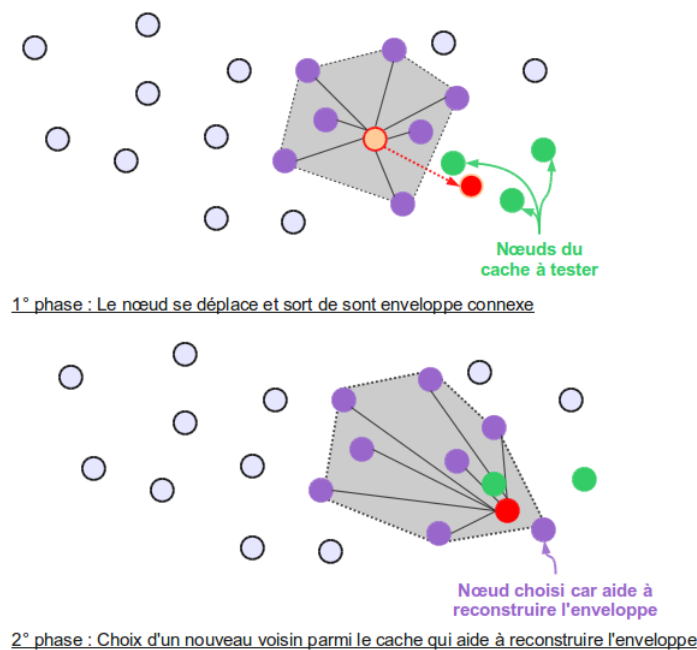 Nœuds du
cache à tester
1° phase : Le nœud se déplace et sort de sont enveloppe connexe
Nœud choisi car aide à
reconstruire l'enveloppe
2° phase : Choix d'un nouveau voisin parmi le cache qui aide à reconstruire l'enveloppe